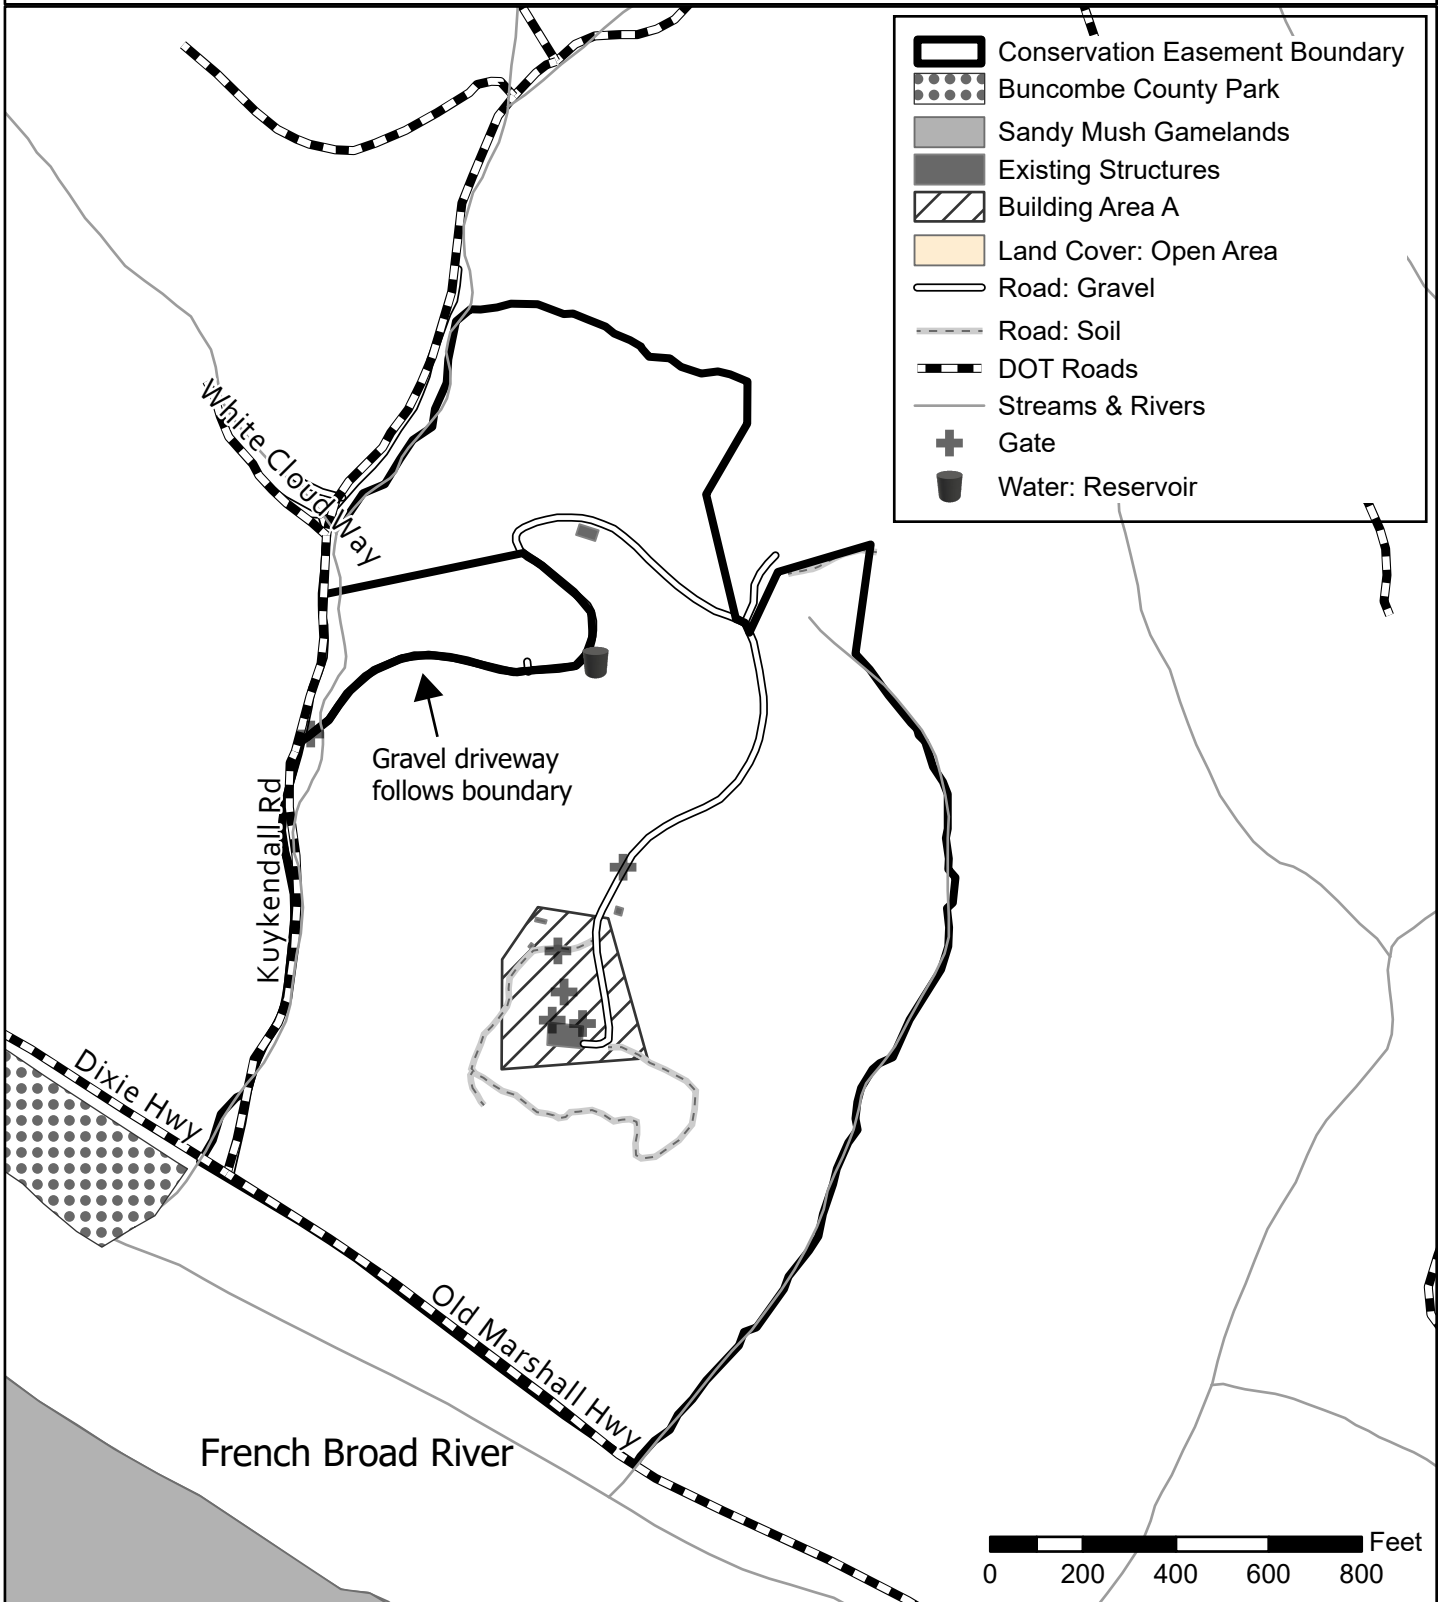 Conservation Easement Boundary
Buncombe County Park
Sandy Mush Gamelands
Existing Structures
Building Area A
Land Cover: Open Area
Road: Gravel
Road: Soil
DOT Roads
Streams & Rivers
Gate
Water: Reservoir
White Cloud Way
Gravel driveway
follows boundary
Kuykendall Rd
Dixie Hwy
Old Marshall Hwy
French Broad River
Feet
0 200 400 600 800